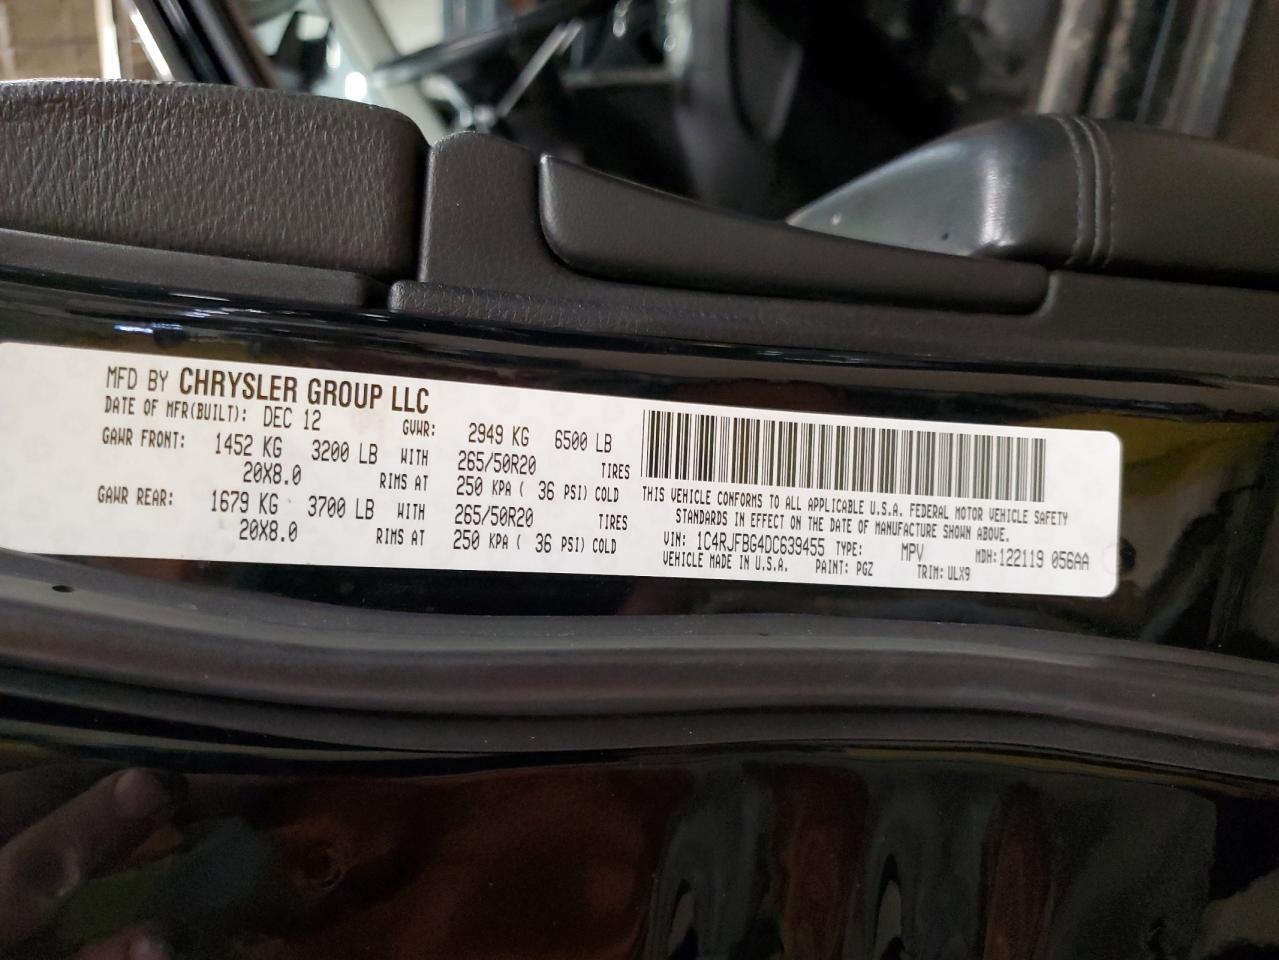 MFD BY CHRYSLER GROUP LLC
DATE OF MFR(BUILT): DEC 12 GVWR: 2949 KG 6500 LB
GAWR FRONT: 1452 KG 3200 LB WITH 265/50R20 TIRES
20X8.0 RIMS AT 250 KPA ( 36 PSI) COLD
GAWR REAR: 1679 KG 3700 LB WITH 265/50R20 TIRES
20X8.0 RIMS AT 250 KPA ( 36 PSI) COLD
THIS VEHICLE CONFORMS TO ALL APPLICABLE U.S.A. FEDERAL MOTOR VEHICLE SAFETY
STANDARDS IN EFFECT ON THE DATE OF MANUFACTURE SHOWN ABOVE.
VIN: 1C4RJFBG4DC639455 TYPE: MPV MDH:122119 056AA
VEHICLE MADE IN U.S.A. PAINT: PGZ TRIM: ULX9